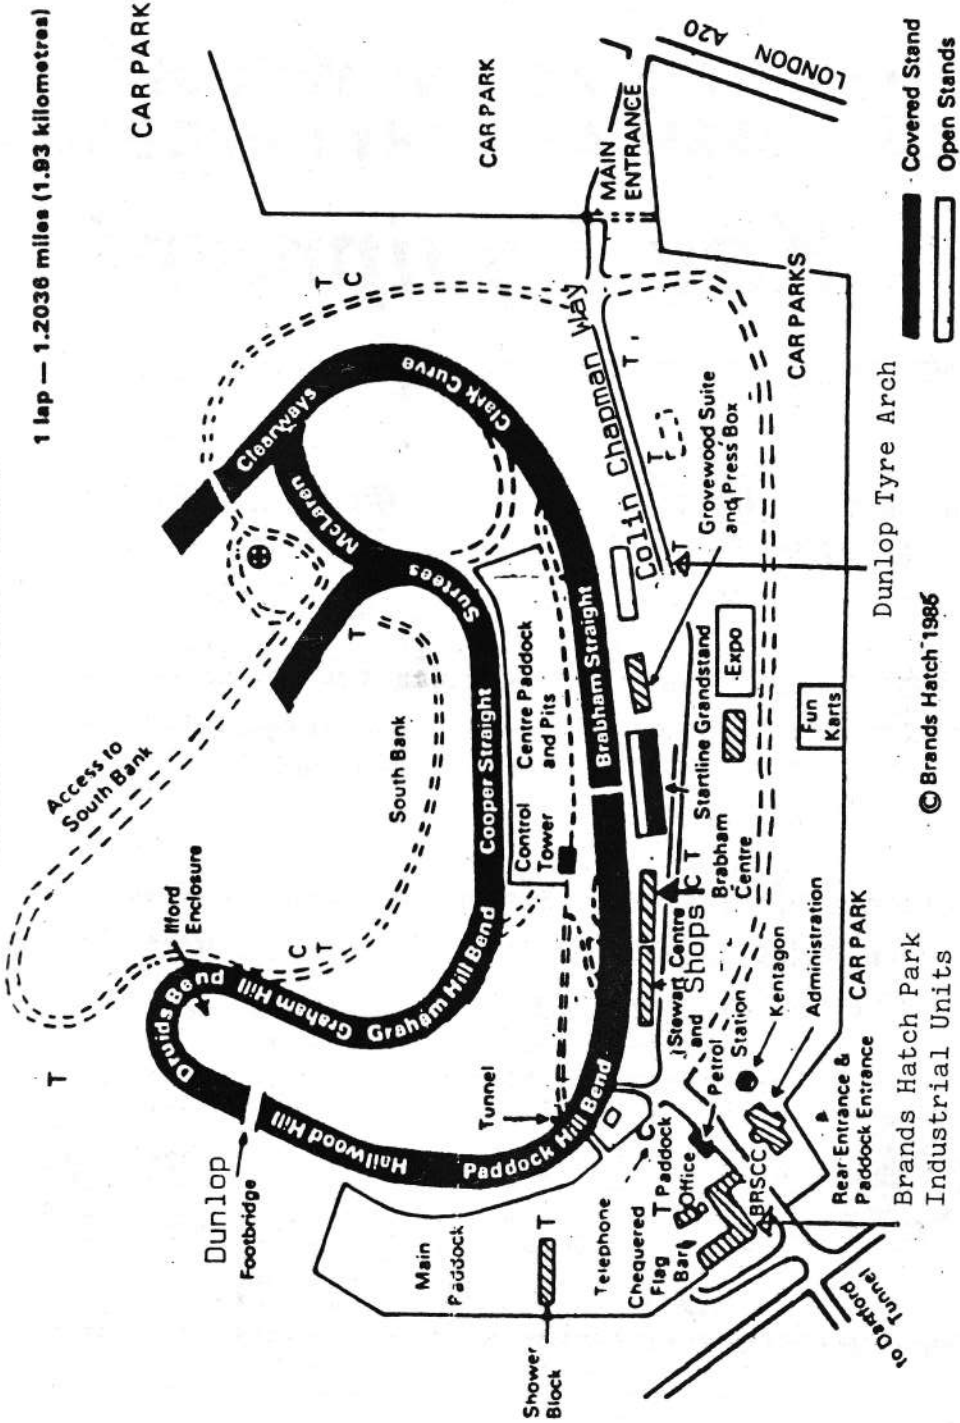 1 lap — 1.2036 miles (1.93 kilometres)
T
Access to
South Bank
CAR PARK
Ilford
Enclosure
Druids Bend
Graham Hill
C
T
Dunlop
Footbridge
Hailwood Hill
Graham Hill Bend
South Bank
T
Cooper Straight
Surtees
McLaren
Clearways
Clark Curve
T
C
CAR PARK
Main
Paddock
Tunnel
Paddock Hill Bend
Control
Tower
Centre Paddock
and Pits
Brabham Straight
Shower
Block
T
Telephone
C
Chequered
Flag
Bar
T Paddock
Office
Petrol
Station
Stewart Centre
and Shops
C T
Brabham
Centre
Startline Grandstand
Expo
Grovewood Suite
and Press Box
Colin Chapman Way
T
T
T
MAIN
ENTRANCE
LONDON A20
BRSCC
Kentagon
Administration
Fun
Karts
CAR PARKS
CAR PARK
Rear Entrance &
Paddock Entrance
to Dartford
Tunnel
Brands Hatch Park
Industrial Units
Dunlop Tyre Arch
© Brands Hatch 1986
Covered Stand
Open Stands